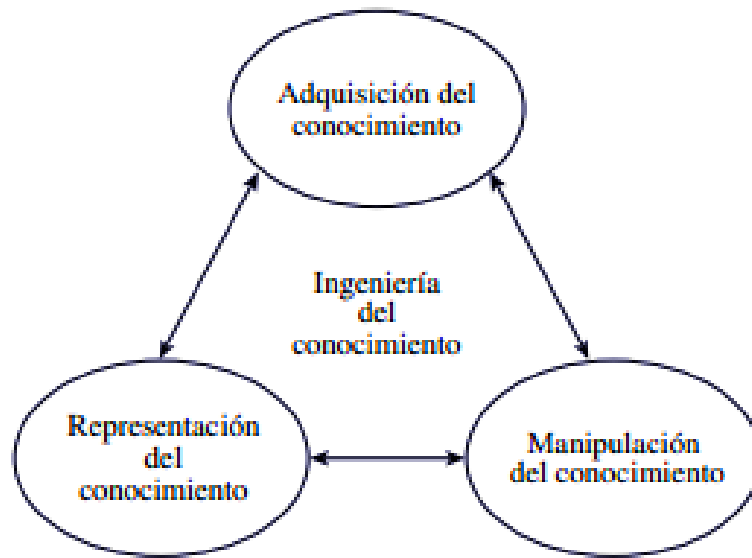 Adquisición del
conocimiento
Ingeniería
del
conocimiento
Representación
del
conocimiento
Manipulación
del conocimiento